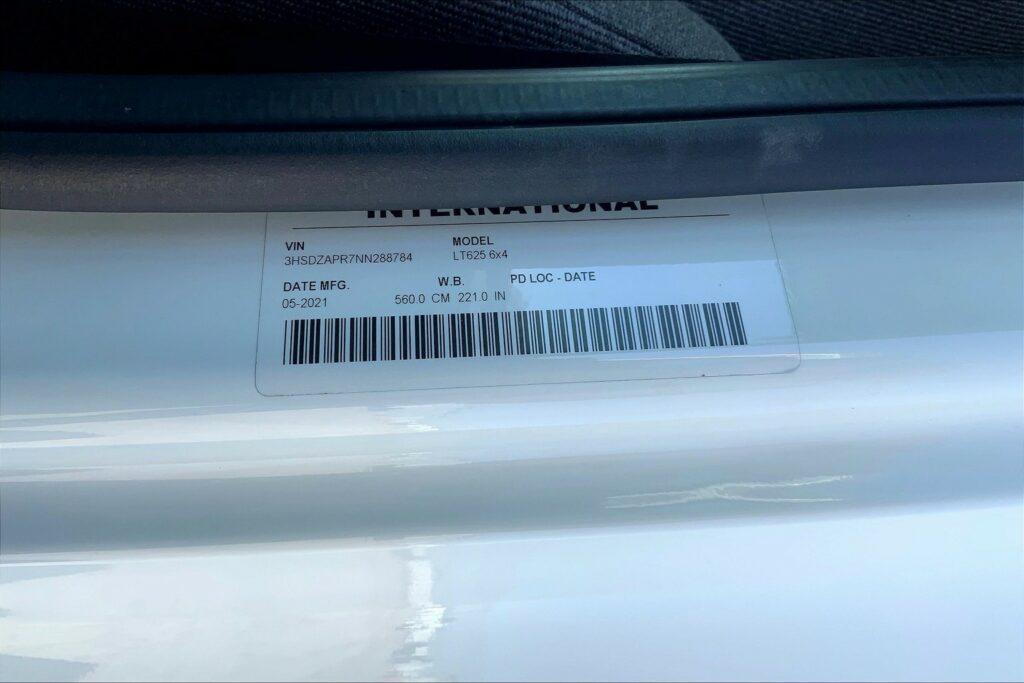 INTERNATIONAL
VIN MODEL
3HSDZAPR7NN288784 LT625 6x4
DATE MFG. W.B. PD LOC - DATE
05-2021 560.0 CM 221.0 IN